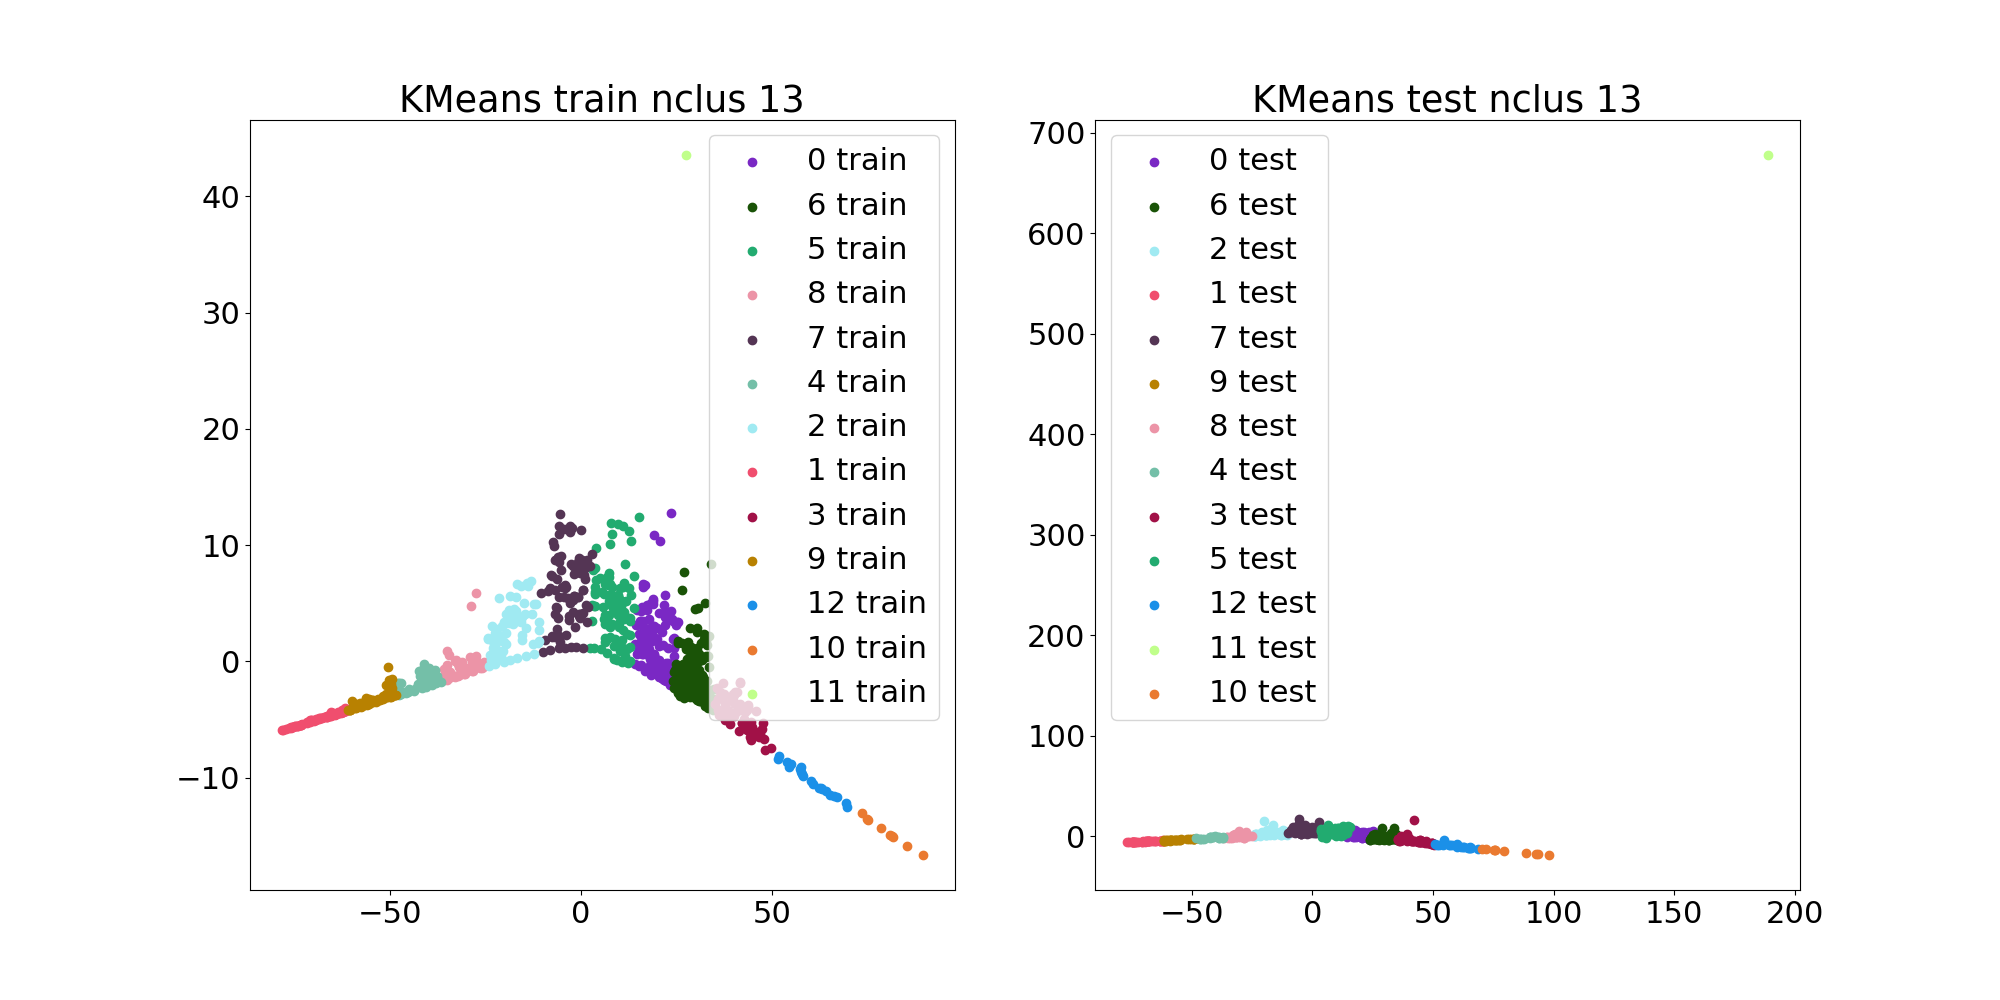 KMeans train nclus 13
40
30
20
10
0
−10
−50
0
50
0 train
6 train
5 train
8 train
7 train
4 train
2 train
1 train
3 train
9 train
12 train
10 train
11 train
KMeans test nclus 13
700
600
500
400
300
200
100
0
−50
0
50
100
150
200
0 test
6 test
2 test
1 test
7 test
9 test
8 test
4 test
3 test
5 test
12 test
11 test
10 test